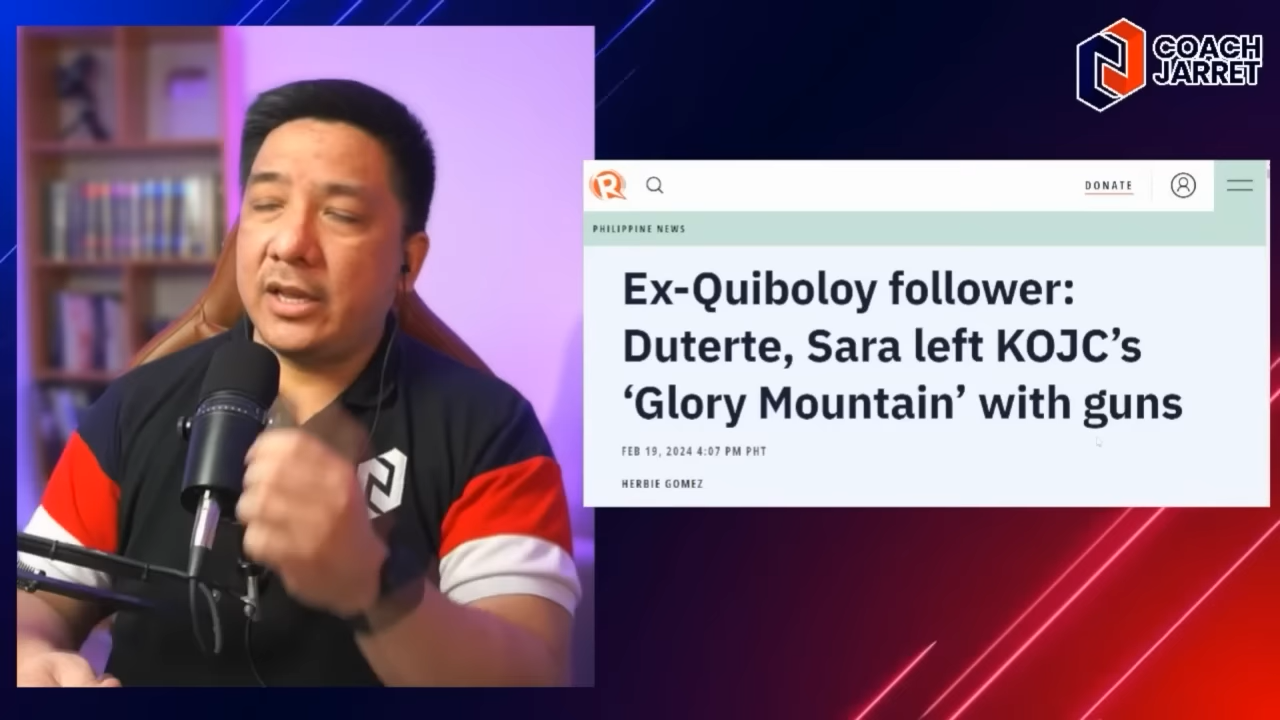 COACH
JARRET
DONATE
PHILIPPINE NEWS
Ex-Quiboloy follower:
Duterte, Sara left KOJC’s
‘Glory Mountain’ with guns
FEB 19, 2024 4:07 PM PHT
HERBIE GOMEZ